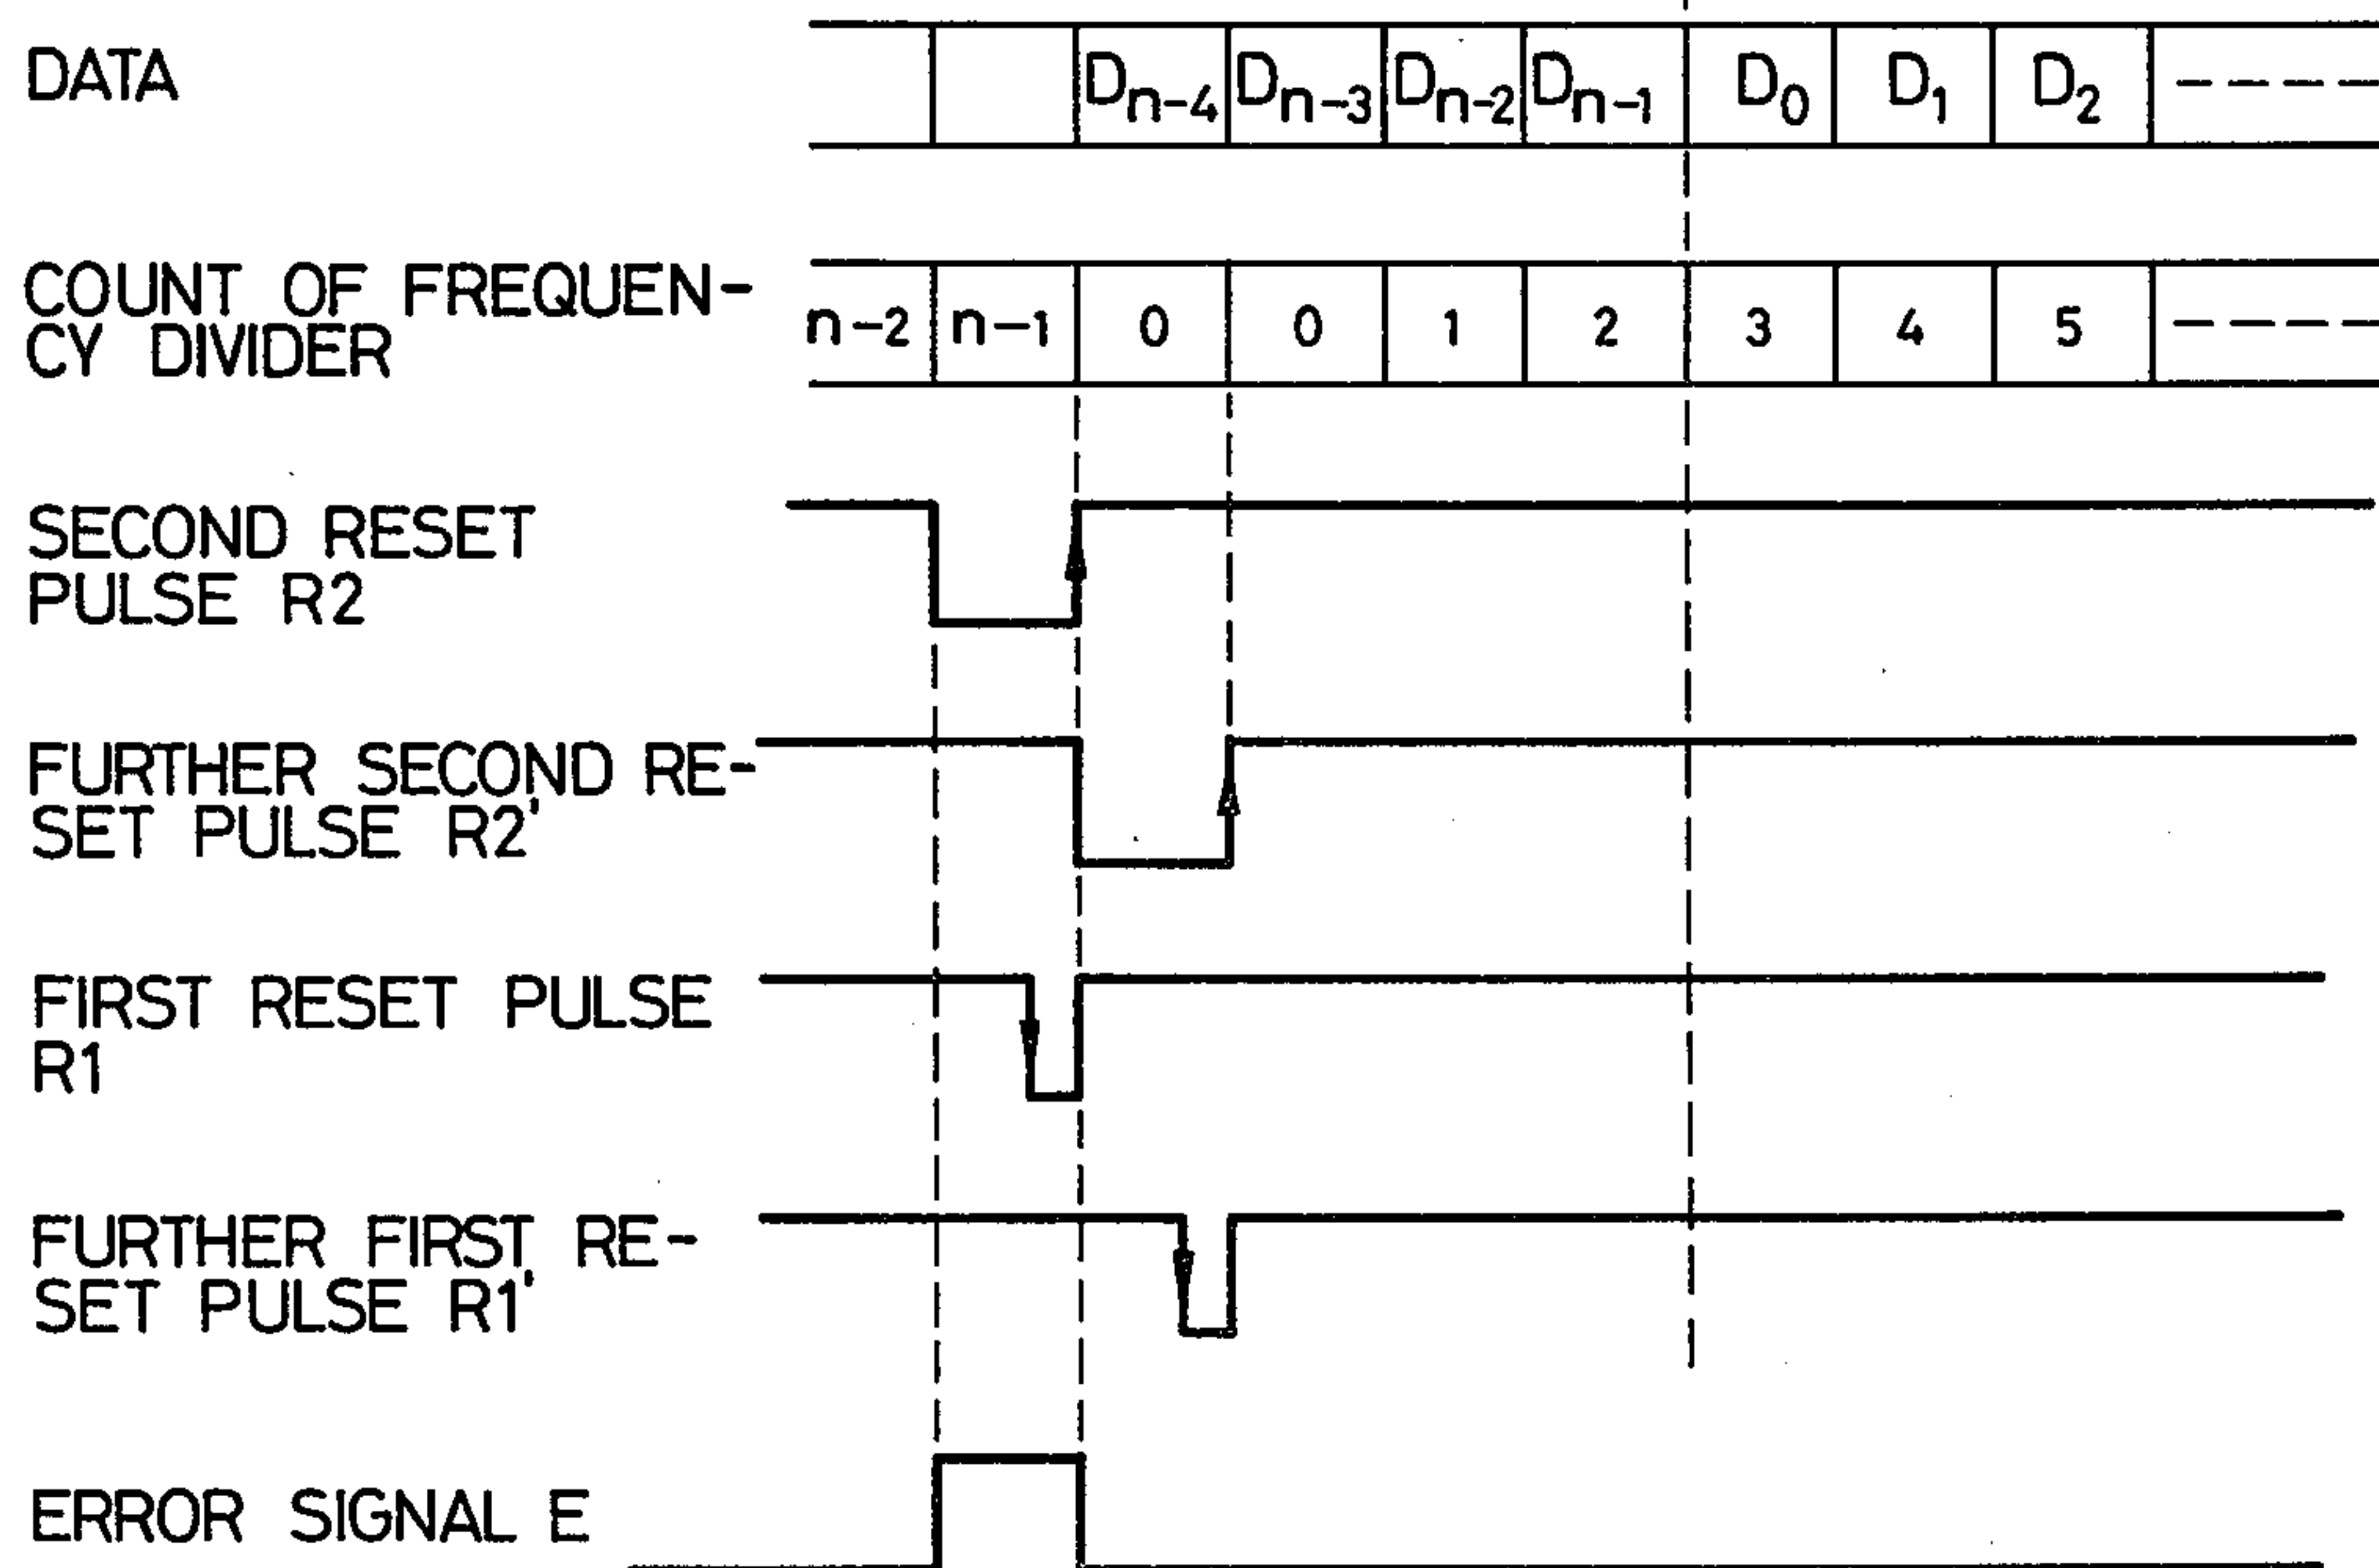 DATA
Dn-4 Dn-3 Dn-2 Dn-1 D0 D1 D2
COUNT OF FREQUEN-
CY DIVIDER
n-2 n-1 0 0 1 2 3 4 5
SECOND RESET
PULSE R2
FURTHER SECOND RE-
SET PULSE R2'
FIRST RESET PULSE
R1
FURTHER FIRST RE-
SET PULSE R1'
ERROR SIGNAL E